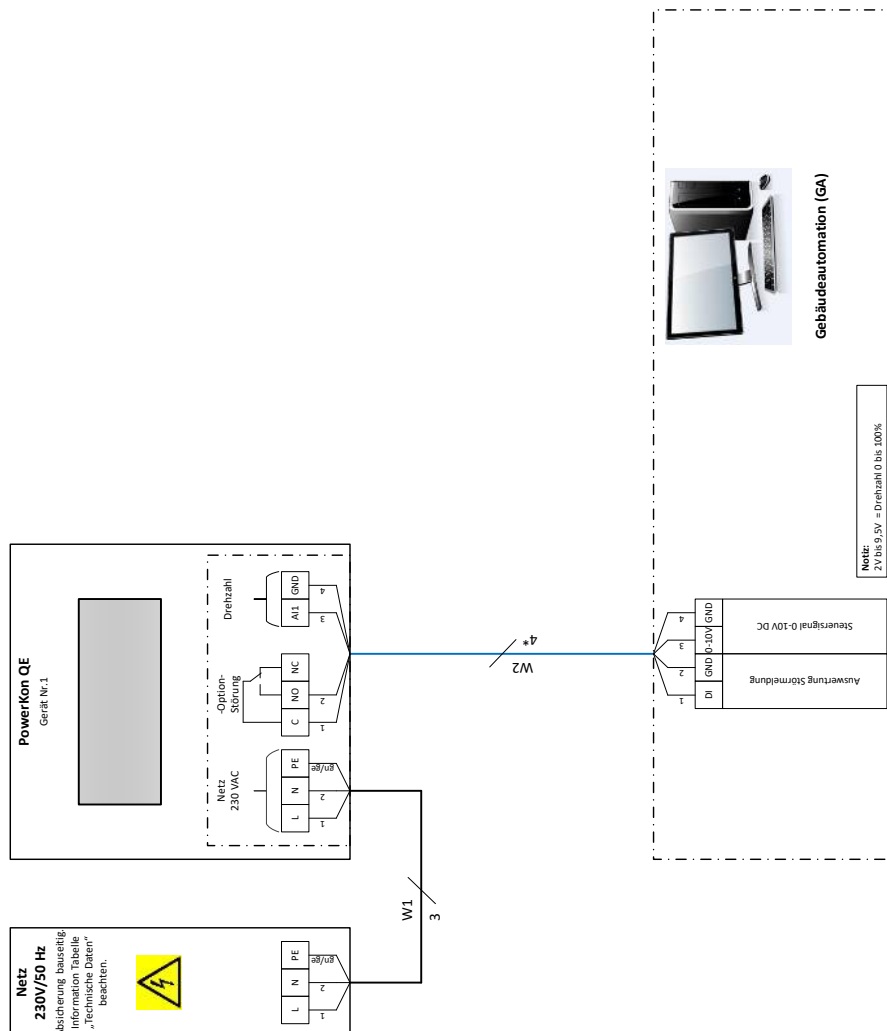 PowerKon QE
Gerät Nr.1
Netz
230 VAC
-Option-
Störung
Drehzahl
L
N
PE
C
NO
NC
AI1
GND
1
2
gn/ge
1
2
3
4
Netz
230V/50 Hz
Absicherung bauseitig.
Information Tabelle
„Technische Daten“
beachten.
L
N
PE
1
2
gn/ge
W1
3
W2
4*
Gebäudeautomation (GA)
1
2
3
4
DI
GND
0-10V
GND
Auswertung Störmeldung
Steuersignal 0-10V DC
Notiz:
2V bis 9,5V = Drehzahl 0 bis 100%